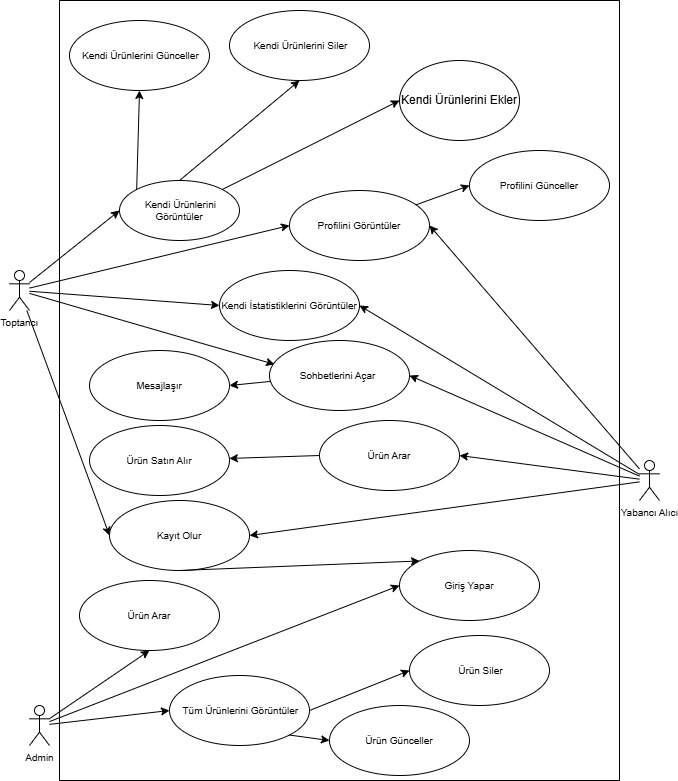 Kendi Ürünlerini Siler
Kendi Ürünlerini Günceller
Kendi Ürünlerini Ekler
Profilini Günceller
Kendi Ürünlerini
Görüntüler
Profilini Görüntüler
Kendi İstatistiklerini Görüntüler
Toptancı
Sohbetlerini Açar
Mesajlaşır
Ürün Arar
Ürün Satın Alır
Yabancı Alıcı
Kayıt Olur
Giriş Yapar
Ürün Arar
Ürün Siler
Tüm Ürünlerini Görüntüler
Ürün Günceller
Admin